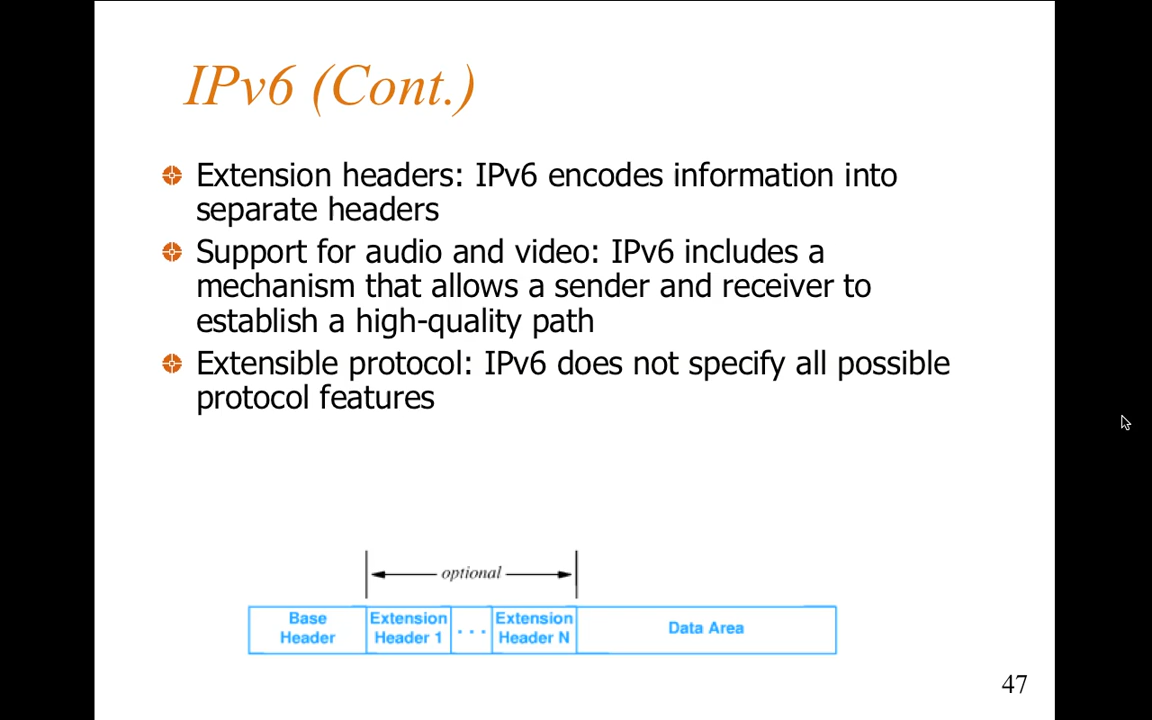 IPv6 (Cont.)
Extension headers: IPv6 encodes information into
separate headers
Support for audio and video: IPv6 includes a
mechanism that allows a sender and receiver to
establish a high-quality path
Extensible protocol: IPv6 does not specify all possible
protocol features
optional
Base
Header
Extension
Header 1
. . .
Extension
Header N
Data Area
47